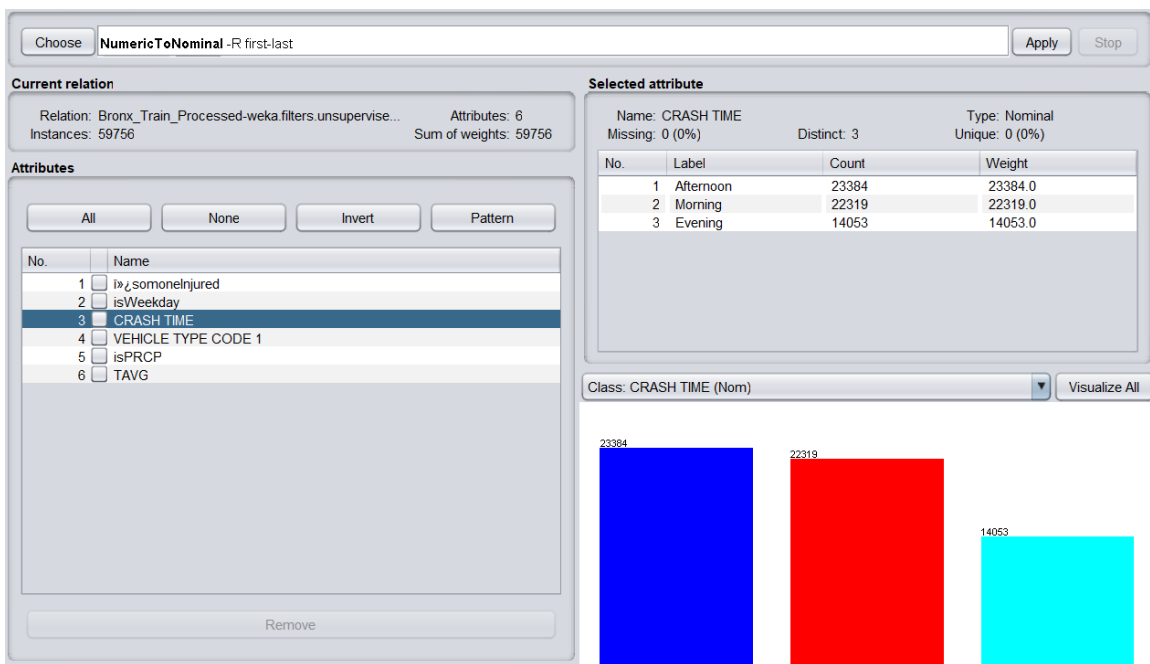 Choose NumericToNominal -R first-last Apply Stop
Current relation
Relation: Bronx_Train_Processed-weka.filters.unsupervise... Attributes: 6
Instances: 59756 Sum of weights: 59756
Attributes
All None Invert Pattern
No. Name
1 ï»¿somoneInjured
2 isWeekday
3 CRASH TIME
4 VEHICLE TYPE CODE 1
5 isPRCP
6 TAVG
Remove
Selected attribute
Name: CRASH TIME Type: Nominal
Missing: 0 (0%) Distinct: 3 Unique: 0 (0%)
No. Label Count Weight
1 Afternoon 23384 23384.0
2 Morning 22319 22319.0
3 Evening 14053 14053.0
Class: CRASH TIME (Nom) Visualize All
23384
22319
14053